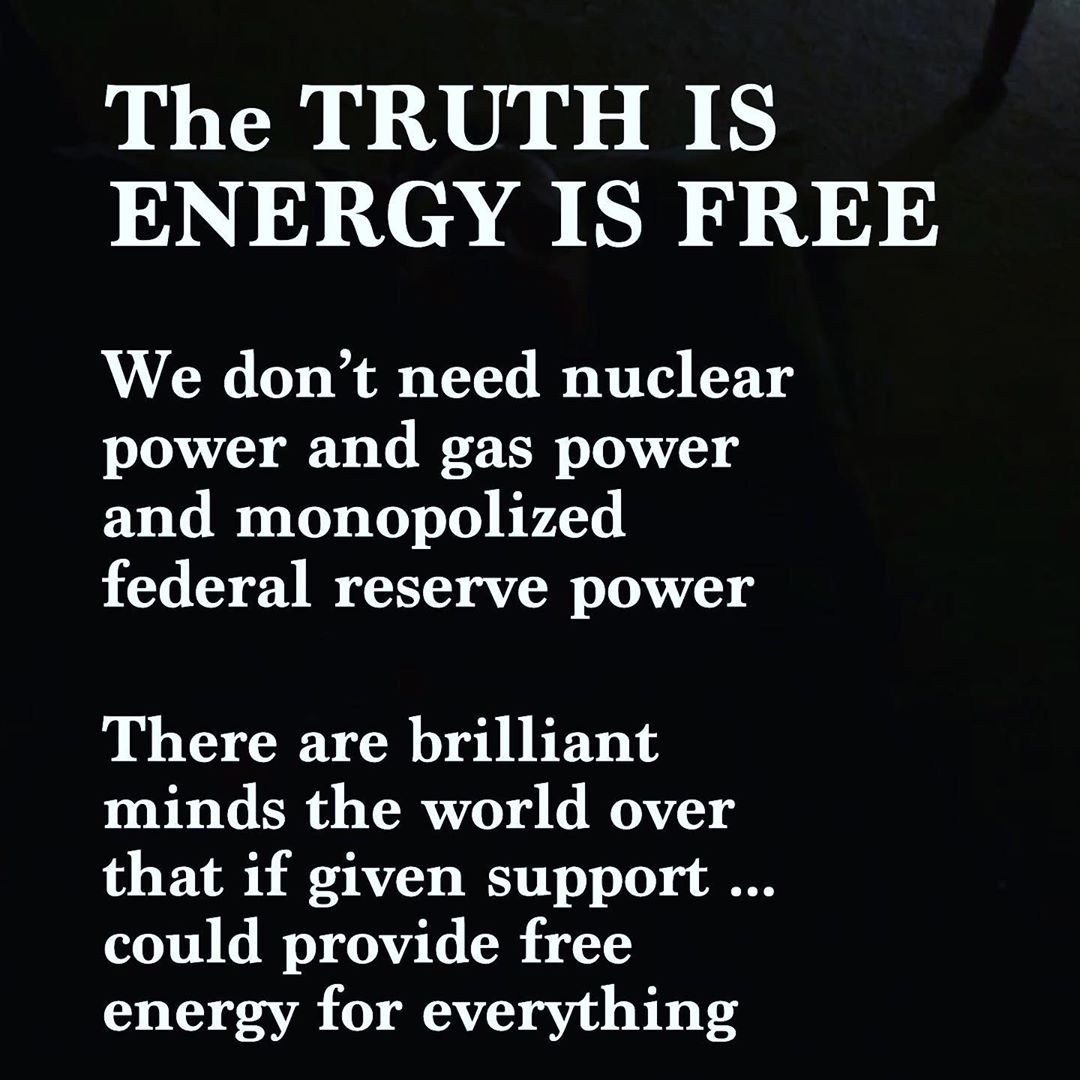 The TRUTH IS
ENERGY IS FREE
We don’t need nuclear
power and gas power
and monopolized
federal reserve power
There are brilliant
minds the world over
that if given support ...
could provide free
energy for everything